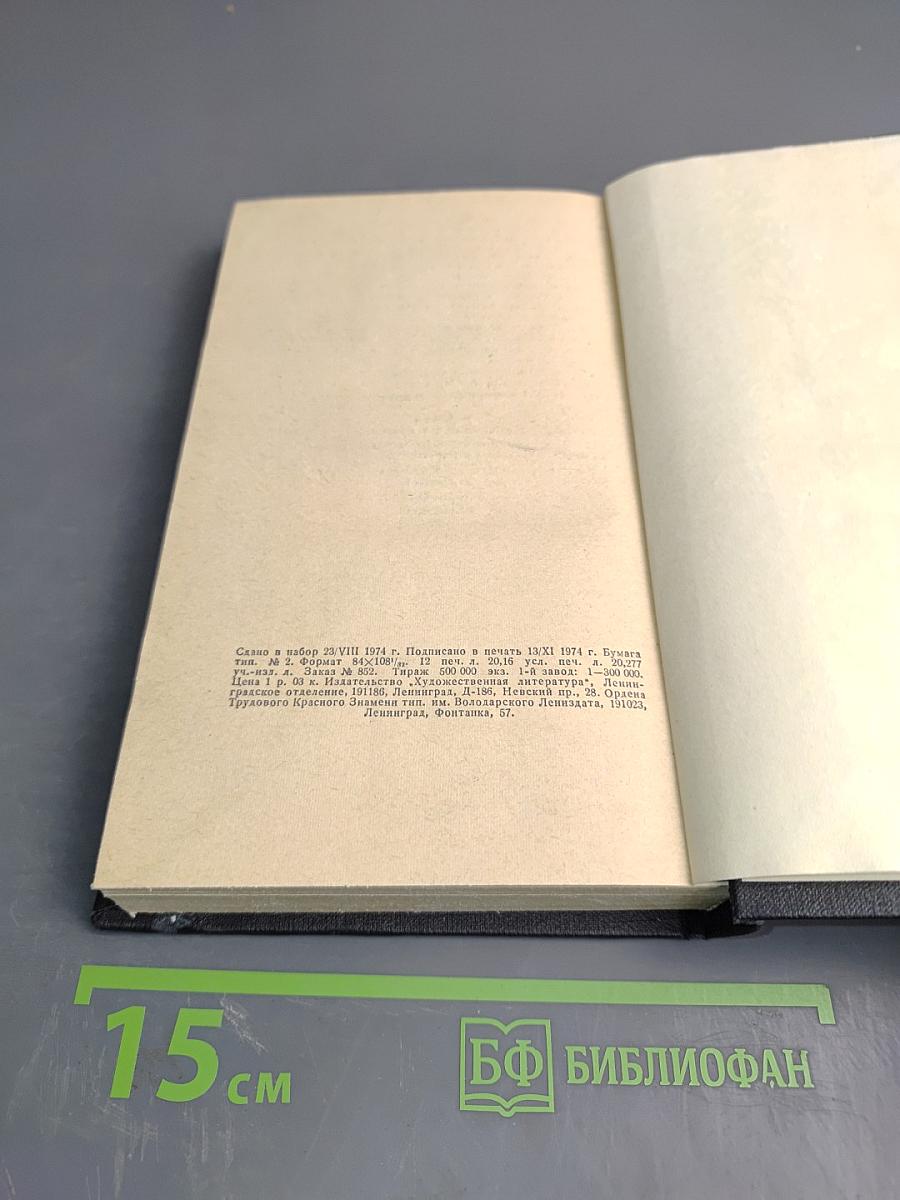 Сдано в набор 23/VIII 1974 г. Подписано в печать 13/XI 1974 г. Бумага
тип. № 2. Формат 84×108¹/₃₂. 12 печ. л. 20,16 усл. печ. л. 20,277
уч.-изд. л. Заказ № 852. Тираж 500 000 экз. 1-й завод: 1—300 000.
Цена 1 р. 03 к. Издательство „Художественная литература“, Ленин-
градское отделение, 191186, Ленинград, Д-186, Невский пр., 28. Ордена
Трудового Красного Знамени тип. им. Володарского Лениздата, 191023,
Ленинград, Фонтанка, 57.
15 см
БФ БИБЛИОФАН